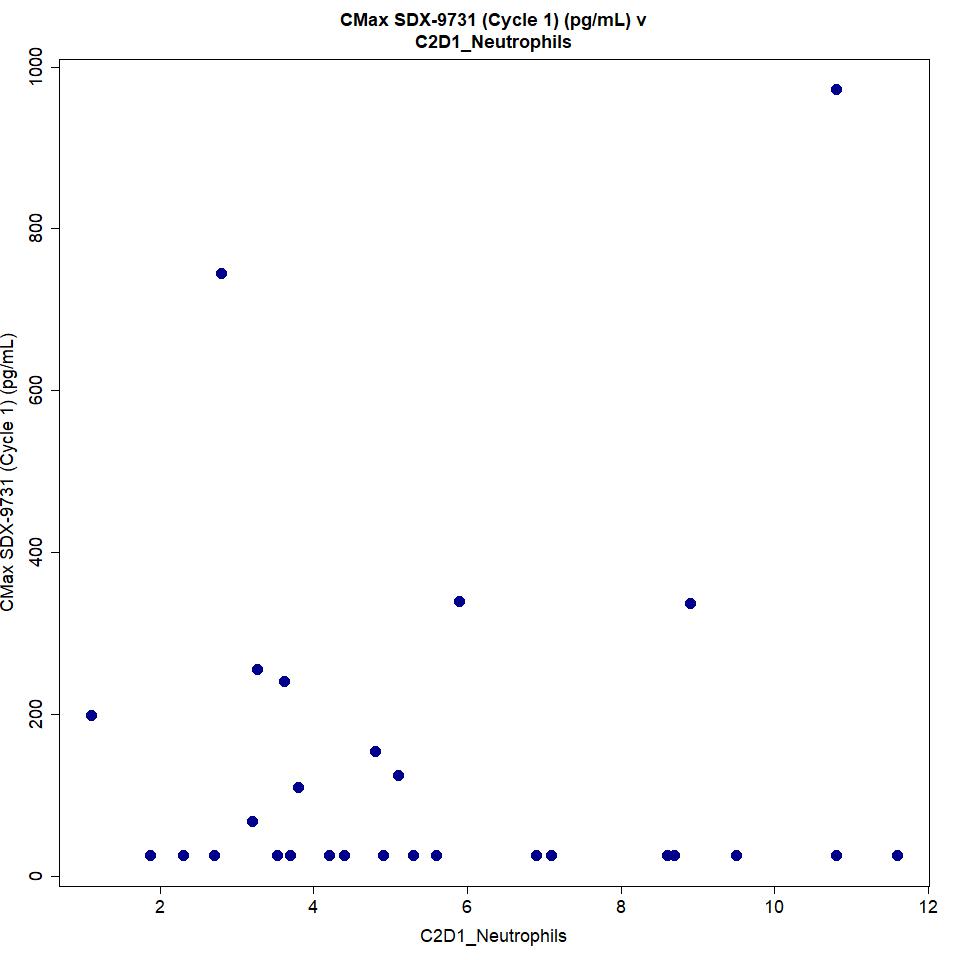 CMax SDX-9731 (Cycle 1) (pg/mL) v
C2D1_Neutrophils
1000
800
600
400
200
0
CMax SDX-9731 (Cycle 1) (pg/mL)
2 4 6 8 10 12
C2D1_Neutrophils